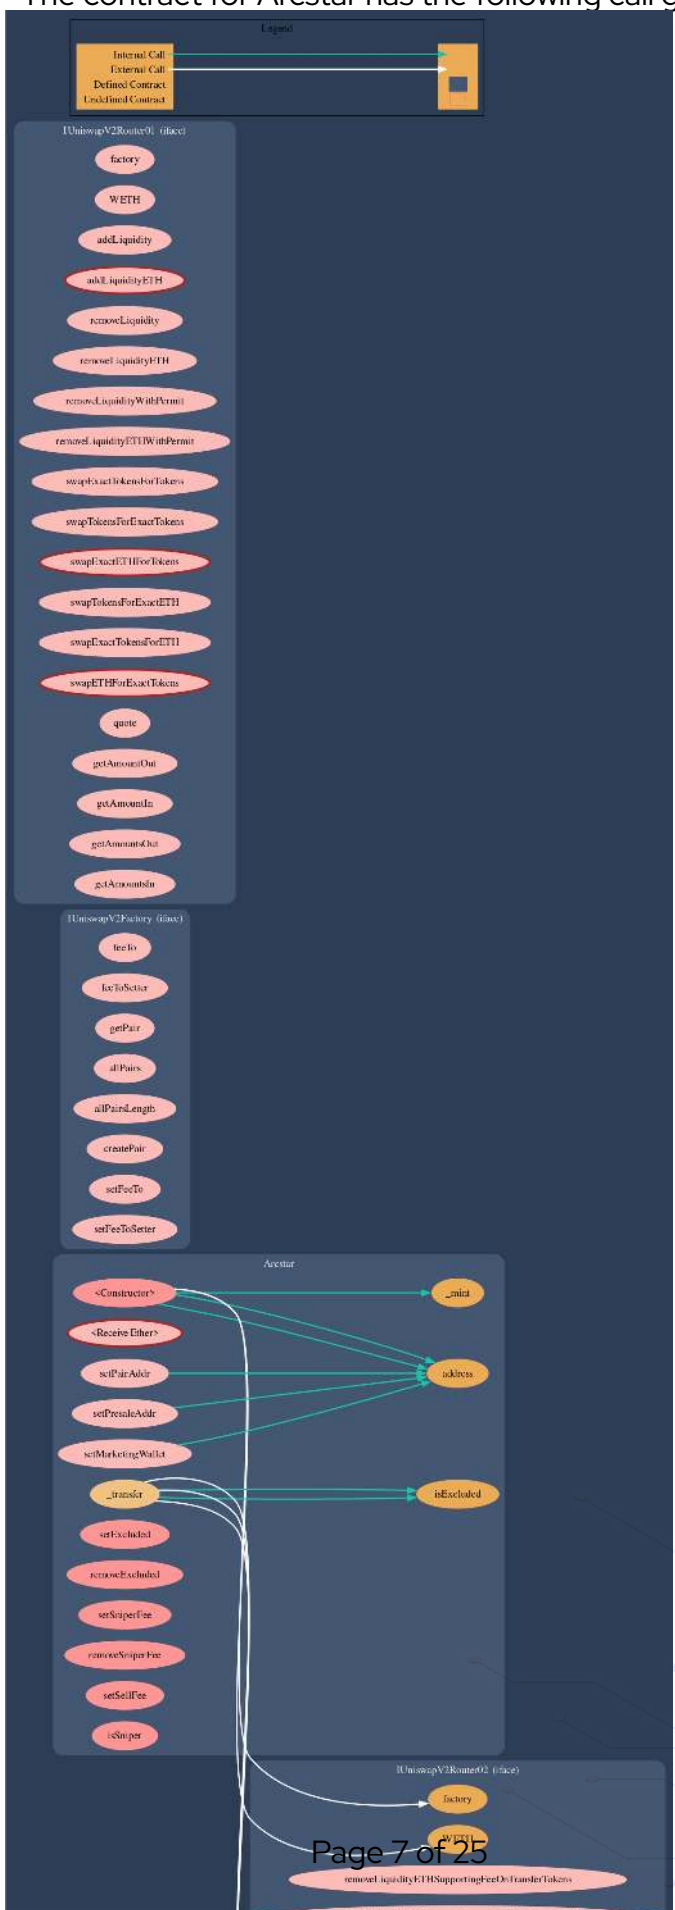 The contract for Arcstar has the following call g
Legend
Internal Call
External Call
Defined Contract
Undefined Contract
IUniswapV2Router01 (iface)
factory
WETH
addLiquidity
addLiquidityETH
removeLiquidity
removeLiquidityETH
removeLiquidityWithPermit
removeLiquidityETHWithPermit
swapExactTokensForTokens
swapTokensForExactTokens
swapExactETHForTokens
swapTokensForExactETH
swapExactTokensForETH
swapETHForExactTokens
quote
getAmountOut
getAmountIn
getAmountsOut
getAmountsIn
IUniswapV2Factory (iface)
feeTo
feeToSetter
getPair
allPairs
allPairsLength
createPair
setFeeTo
setFeeToSetter
Arcstar
<Constructor>
_mint
<Receive Ether>
setPairAddr
address
setPresaleAddr
setMarketingWallet
_transfer
isExcluded
setExcluded
removeExcluded
setSniperFee
removeSniperFee
setSellFee
isSniper
IUniswapV2Router02 (iface)
factory
WETH
Page 7 of 25
removeLiquidityETHSupportingFeeOnTransferTokens